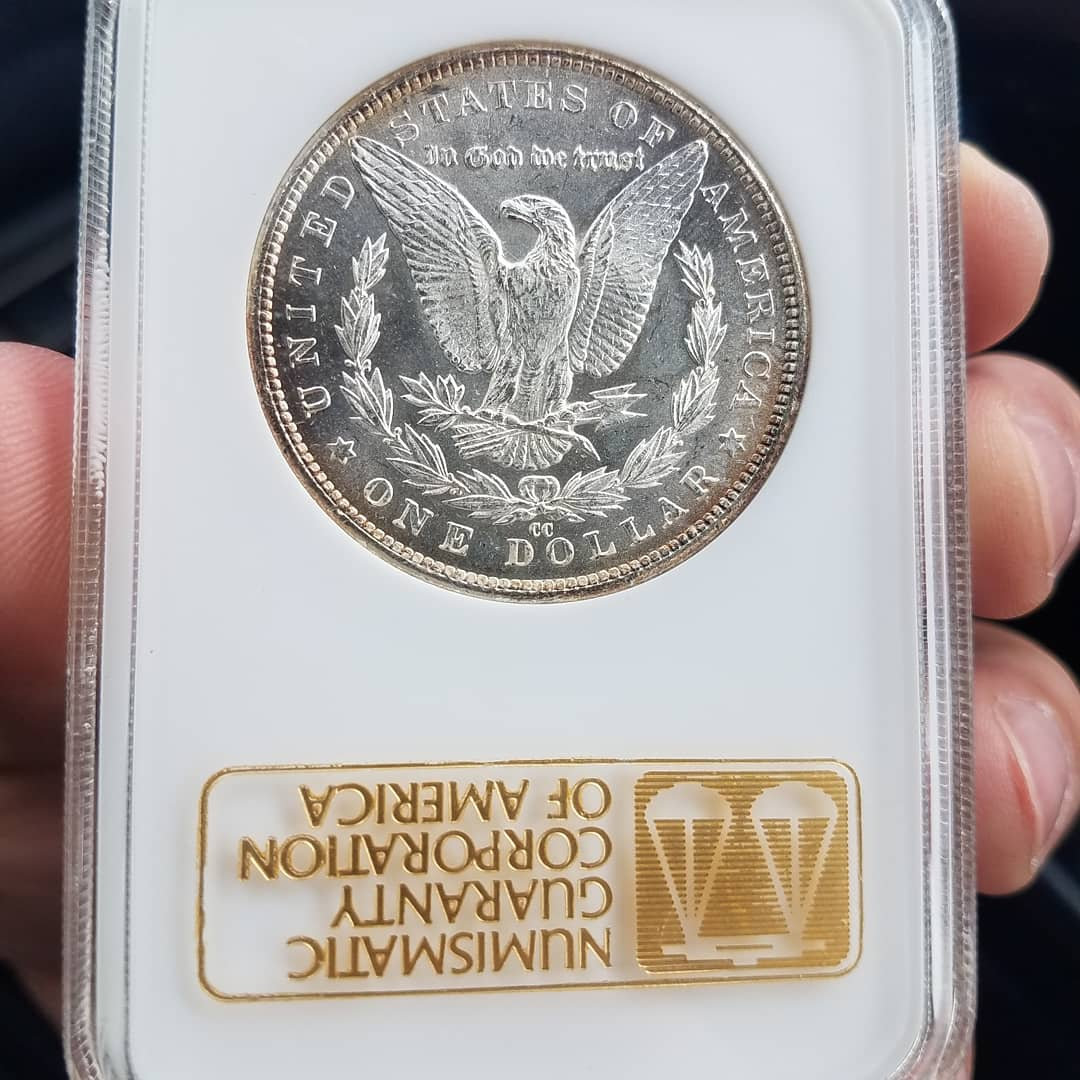 UNITED STATES OF AMERICA
In God we trust
ONE DOLLAR
CC
NUMISMATIC
GUARANTY
CORPORATION
OF AMERICA